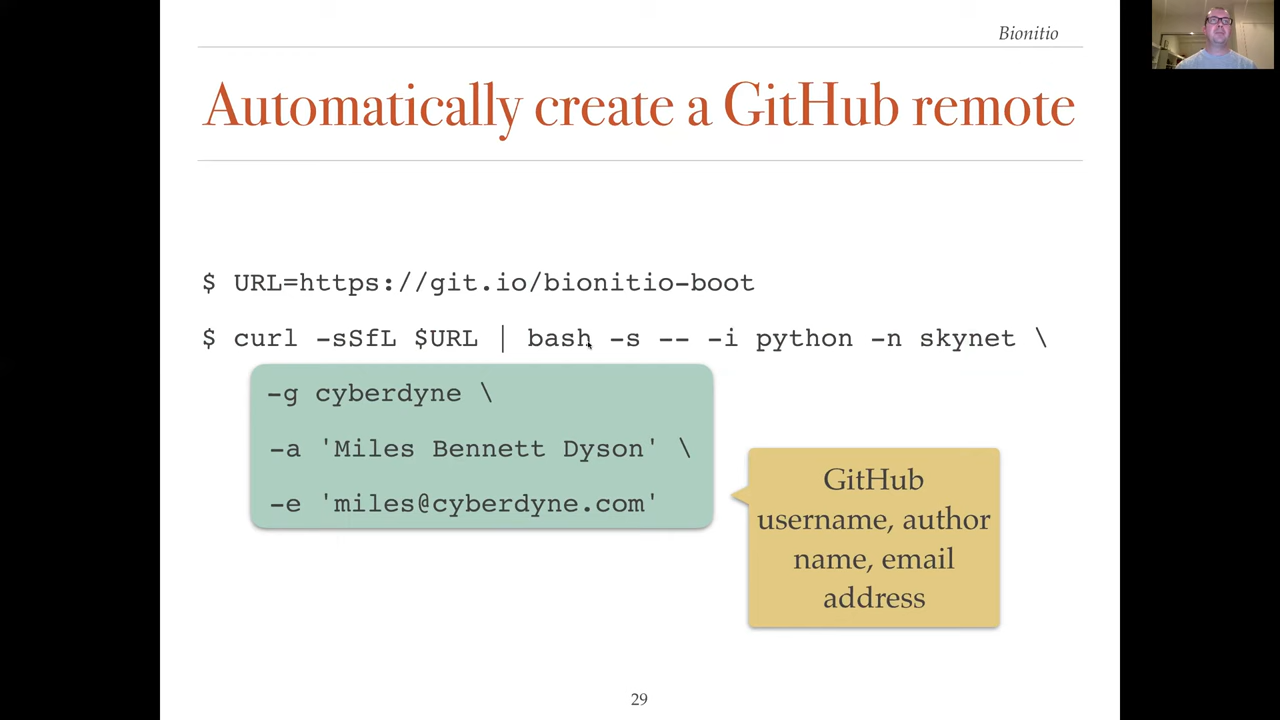 Bionitio
Automatically create a GitHub remote
$ URL=https://git.io/bionitio-boot
$ curl -sSfL $URL | bash -s -- -i python -n skynet \
-g cyberdyne \
-a 'Miles Bennett Dyson' \
-e 'miles@cyberdyne.com'
GitHub
username, author
name, email
address
29